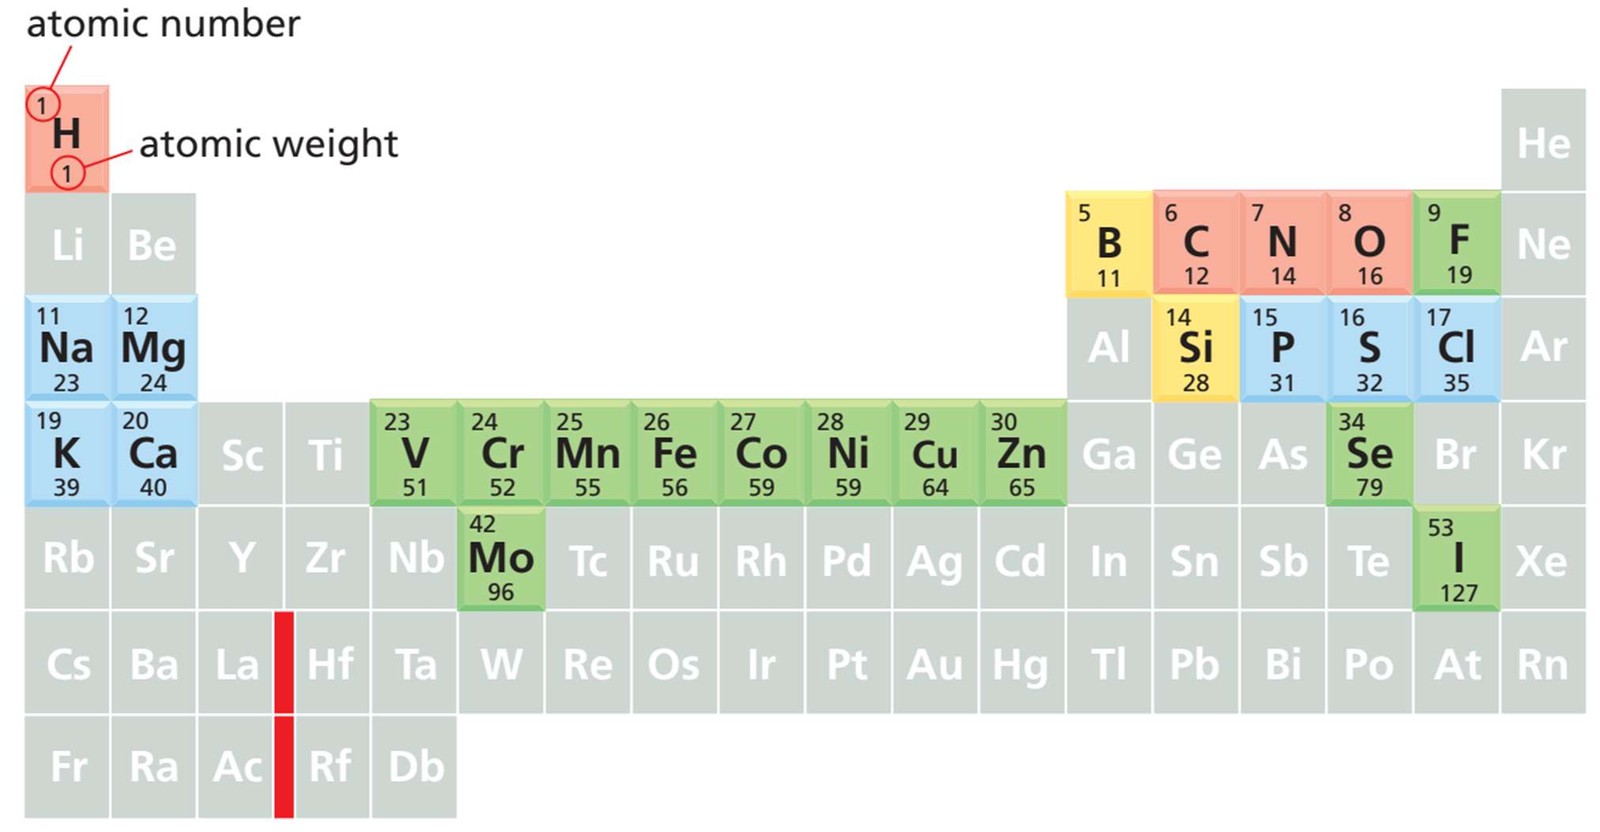 atomic number
1
H
1
atomic weight
He
Li Be
5 6 7 8 9
B C N O F Ne
11 12 14 16 19
11 12 14 15 16 17
Na Mg Al Si P S Cl Ar
23 24 28 31 32 35
19 20 23 24 25 26 27 28 29 30 34
K Ca Sc Ti V Cr Mn Fe Co Ni Cu Zn Ga Ge As Se Br Kr
39 40 51 52 55 56 59 59 64 65 79
42 53
Rb Sr Y Zr Nb Mo Tc Ru Rh Pd Ag Cd In Sn Sb Te I Xe
96 127
Cs Ba La Hf Ta W Re Os Ir Pt Au Hg Tl Pb Bi Po At Rn
Fr Ra Ac Rf Db